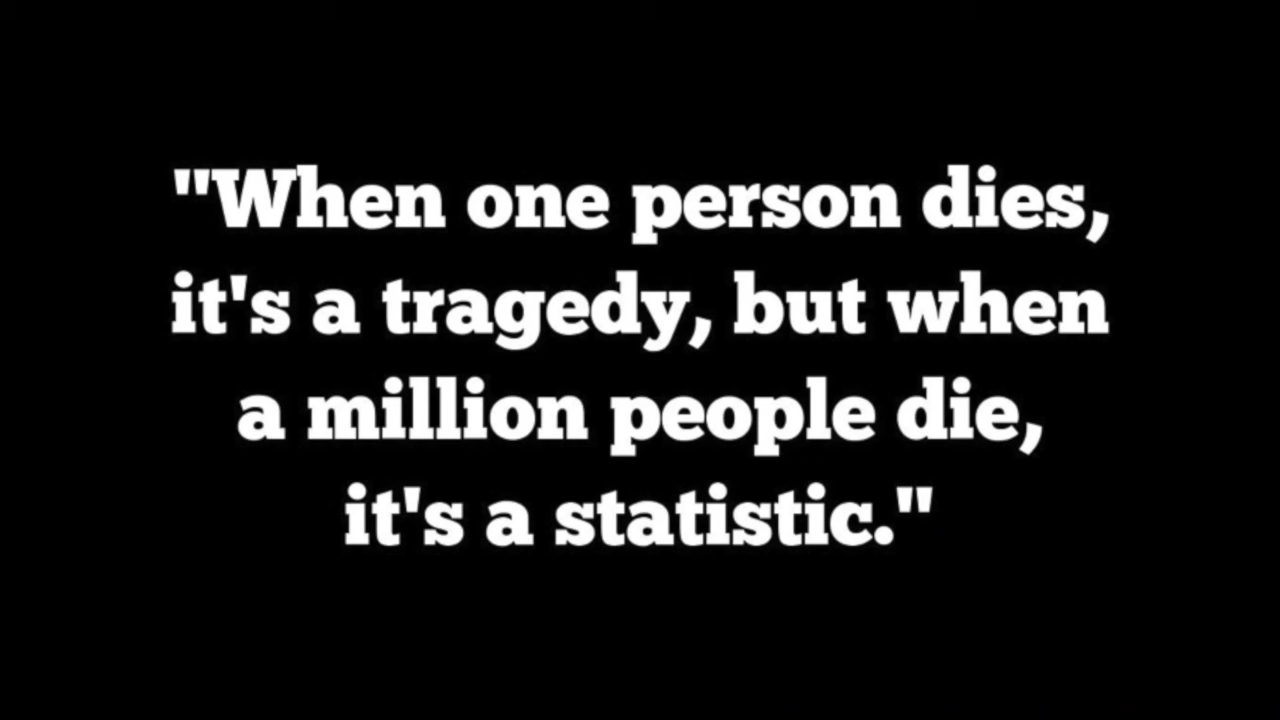 "When one person dies,
it's a tragedy, but when
a million people die,
it's a statistic."